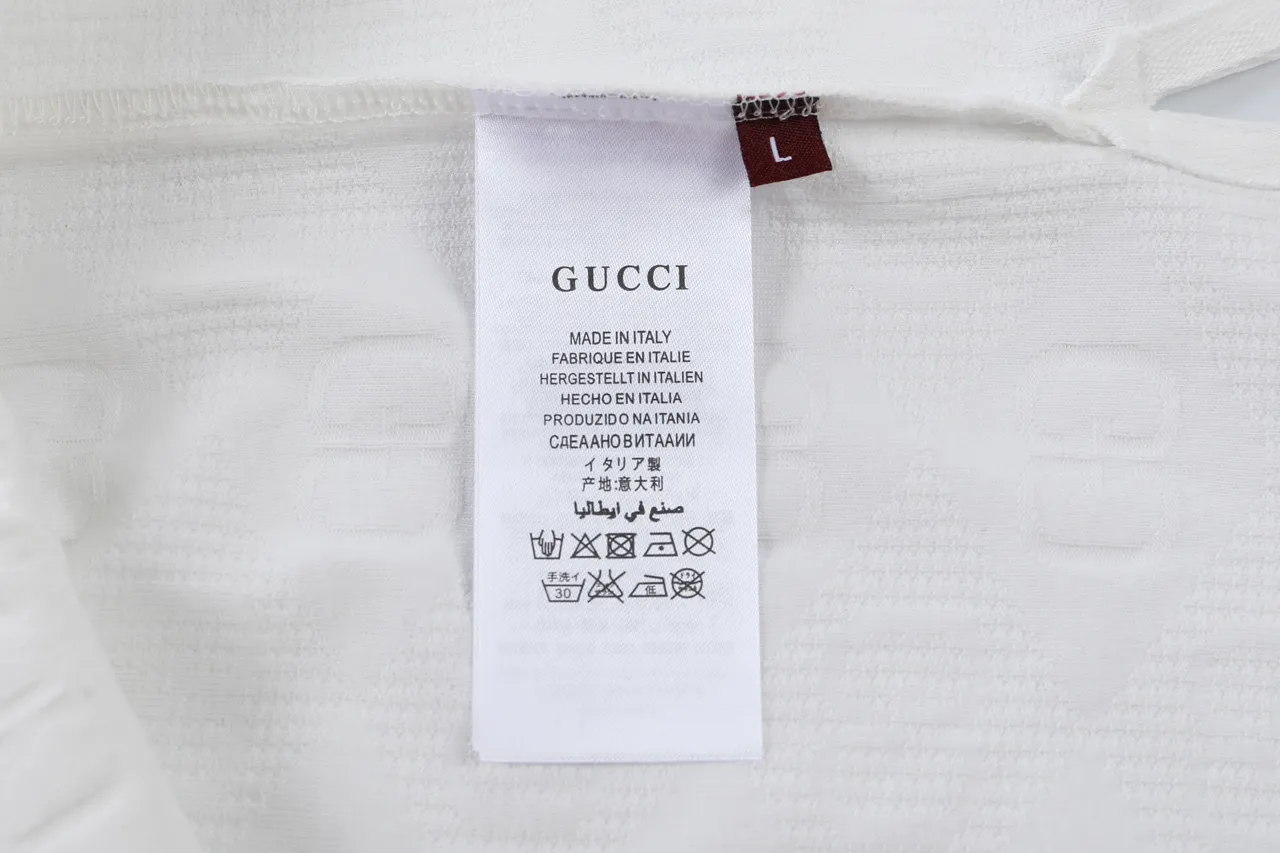 L
GUCCI
MADE IN ITALY
FABRIQUE EN ITALIE
HERGESTELLT IN ITALIEN
HECHO EN ITALIA
PRODUZIDO NA ITANIA
СДЕААНО В ИТААИИ
イタリア製
产地:意大利
صنع في ايطاليا
手洗イ
30
低